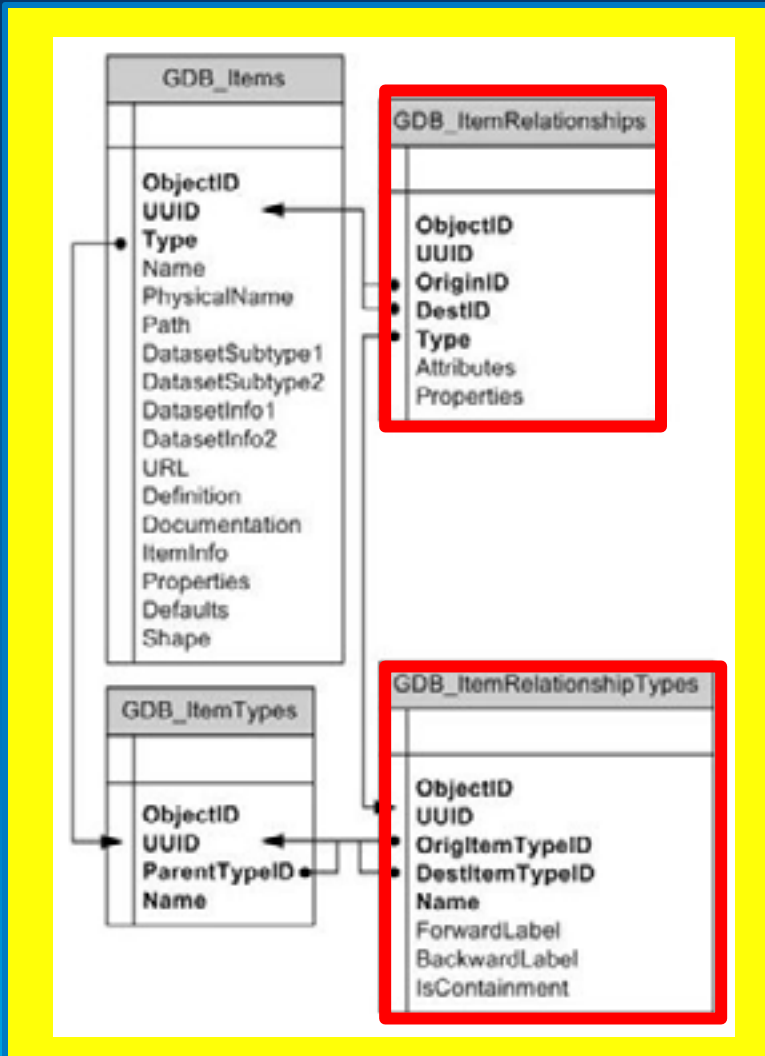 GDB_Items
ObjectID
UUID
Type
Name
PhysicalName
Path
DatasetSubtype1
DatasetSubtype2
DatasetInfo1
DatasetInfo2
URL
Definition
Documentation
ItemInfo
Properties
Defaults
Shape
GDB_ItemRelationships
ObjectID
UUID
OriginID
DestID
Type
Attributes
Properties
GDB_ItemTypes
ObjectID
UUID
ParentTypeID
Name
GDB_ItemRelationshipTypes
ObjectID
UUID
OrigItemTypeID
DestItemTypeID
Name
ForwardLabel
BackwardLabel
IsContainment